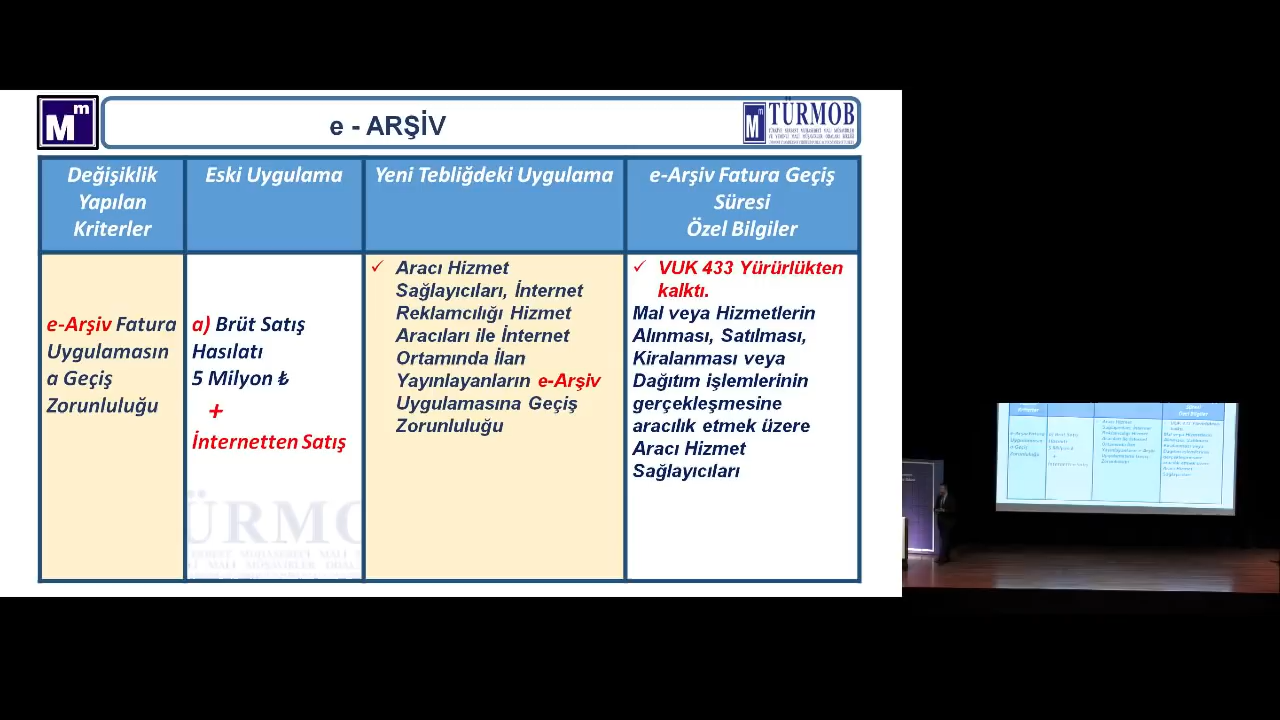 Mm
e - ARŞİV
TÜRMOB
Değişiklik
Yapılan
Kriterler
Eski Uygulama
Yeni Tebliğdeki Uygulama
e-Arşiv Fatura Geçiş
Süresi
Özel Bilgiler
e-Arşiv Fatura
Uygulamasın
a Geçiş
Zorunluluğu
a) Brüt Satış
Hasılatı
5 Milyon ₺
+
İnternetten Satış
✓ Aracı Hizmet
Sağlayıcıları, İnternet
Reklamcılığı Hizmet
Aracıları ile İnternet
Ortamında İlan
Yayınlayanların e-Arşiv
Uygulamasına Geçiş
Zorunluluğu
✓ VUK 433 Yürürlükten
kalktı.
Mal veya Hizmetlerin
Alınması, Satılması,
Kiralanması veya
Dağıtım işlemlerinin
gerçekleşmesine
aracılık etmek üzere
Aracı Hizmet
Sağlayıcıları